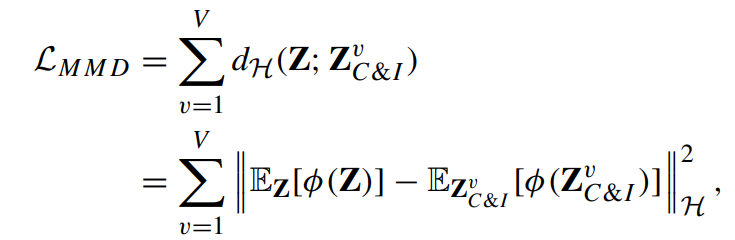 \mathcal{L}_{MMD} = \sum_{v=1}^{V} d_{\mathcal{H}}(\mathbf{Z}; \mathbf{Z}_{C\&I}^{v})
= \sum_{v=1}^{V} \left\| \mathbb{E}_{\mathbf{Z}}[\phi(\mathbf{Z})] - \mathbb{E}_{\mathbf{Z}_{C\&I}^{v}}[\phi(\mathbf{Z}_{C\&I}^{v})] \right\|_{\mathcal{H}}^{2},